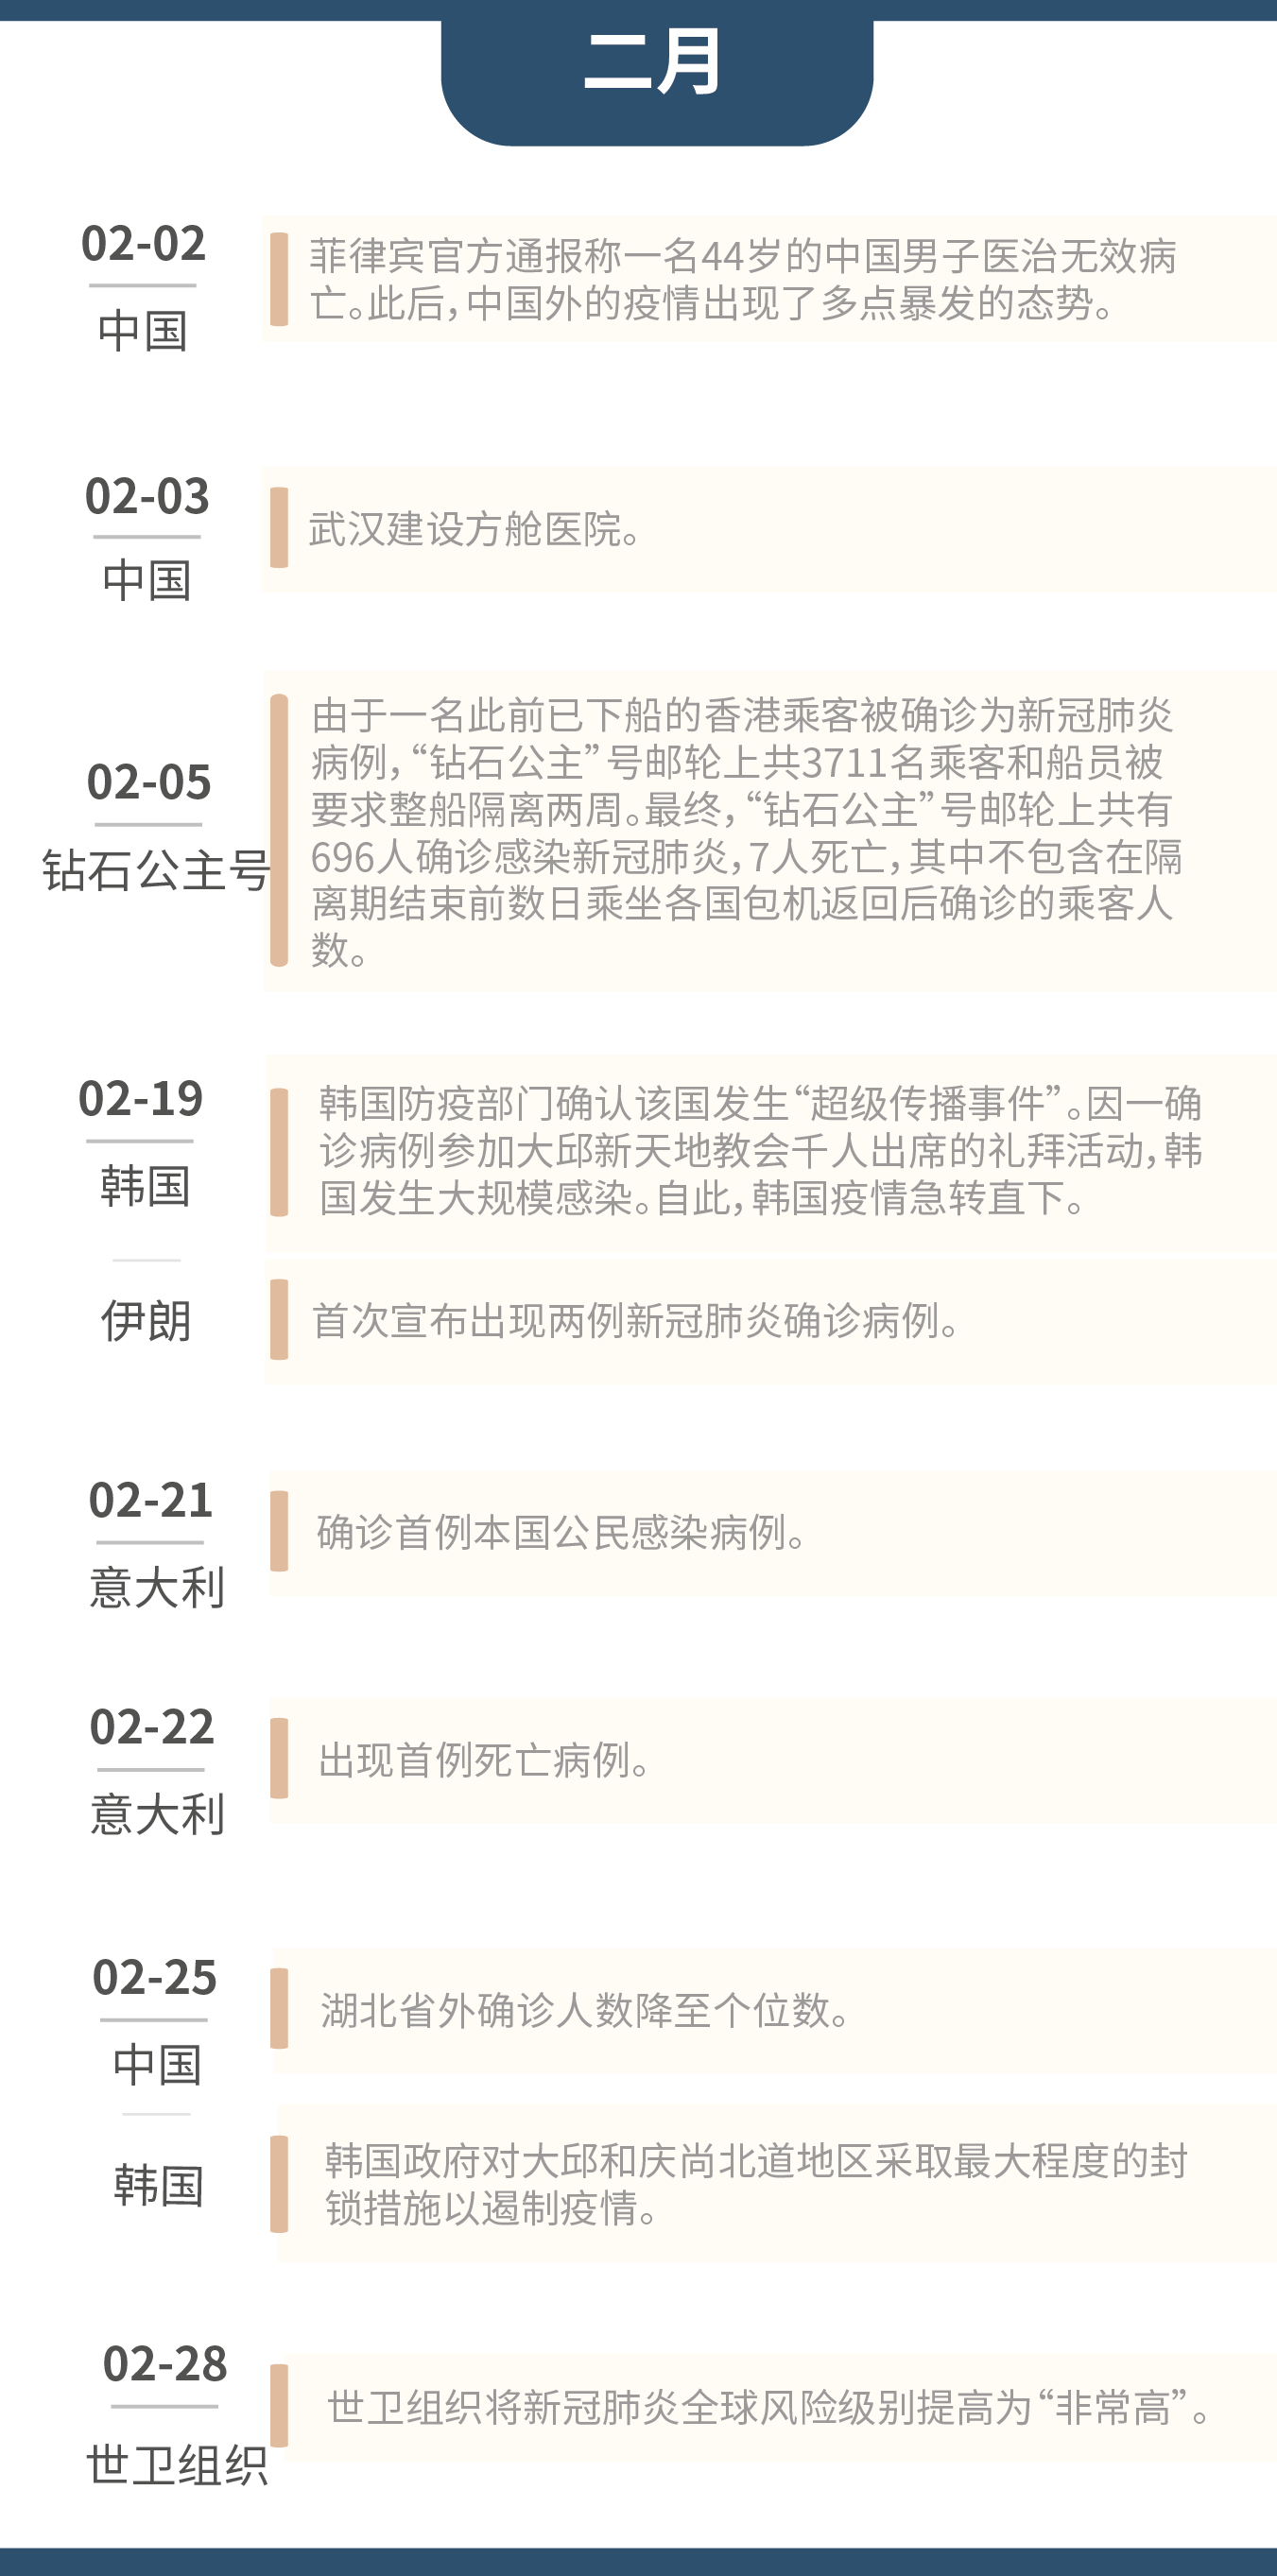 二月
02-02
中国
菲律宾官方通报称一名44岁的中国男子医治无效病
亡。此后，中国外的疫情出现了多点暴发的态势。
02-03
中国
武汉建设方舱医院。
02-05
钻石公主号
由于一名此前已下船的香港乘客被确诊为新冠肺炎
病例，“钻石公主”号邮轮上共3711名乘客和船员被
要求整船隔离两周。最终，“钻石公主”号邮轮上共有
696人确诊感染新冠肺炎，7人死亡，其中不包含在隔
离期结束前数日乘坐各国包机返回后确诊的乘客人
数。
02-19
韩国
韩国防疫部门确认该国发生“超级传播事件”。因一确
诊病例参加大邱新天地教会千人出席的礼拜活动，韩
国发生大规模感染。自此，韩国疫情急转直下。
伊朗
首次宣布出现两例新冠肺炎确诊病例。
02-21
意大利
确诊首例本国公民感染病例。
02-22
意大利
出现首例死亡病例。
02-25
中国
湖北省外确诊人数降至个位数。
韩国
韩国政府对大邱和庆尚北道地区采取最大程度的封
锁措施以遏制疫情。
02-28
世卫组织
世卫组织将新冠肺炎全球风险级别提高为“非常高”。